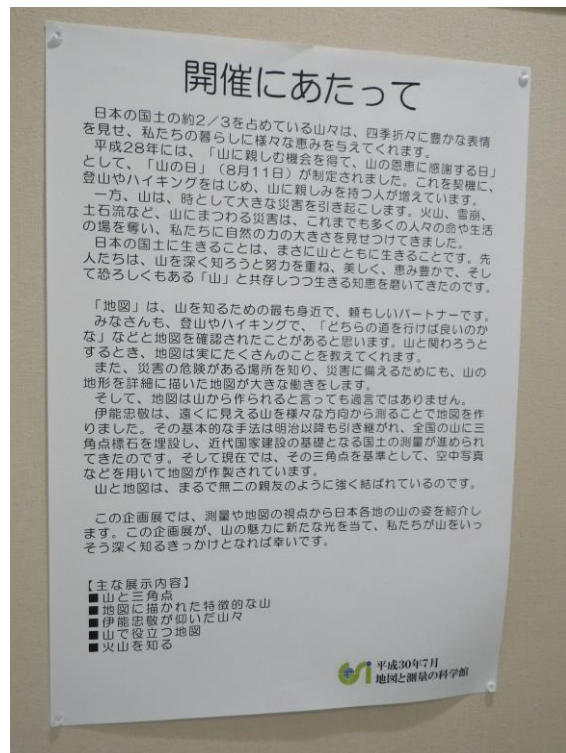 開催にあたって
日本の国土の約2/3を占めている山々は、四季折々に豊かな表情
を見せ、私たちの暮らしに様々な恵みを与えてくれます。
平成28年には、「山に親しむ機会を得て、山の恩恵に感謝する日」
として、「山の日」（8月11日）が制定されました。これを契機に、
登山やハイキングをはじめ、山に親しみを持つ人が増えています。
一方、山は、時として大きな災害を引き起こします。火山、雪崩、
土石流など、山にまつわる災害は、これまでも多くの人々の命や生活
の場を奪い、私たちに自然の力の大きさを見せつけてきました。
日本の国土に生きることは、まさに山とともに生きることです。先
人たちは、山を深く知ろうと努力を重ね、美しく、恵み豊かで、そし
て恐ろしくもある「山」と共存しつつ生きる知恵を磨いてきたのです。
「地図」は、山を知るための最も身近で、頼もしいパートナーです。
みなさんも、登山やハイキングで、「どちらの道を行けば良いのか
な」などと地図を確認されたことがあると思います。山と関わろうと
するとき、地図は実にたくさんのことを教えてくれます。
また、災害の危険がある場所を知り、災害に備えるためにも、山の
地形を詳細に描いた地図が大きな働きをします。
そして、地図は山から作られると言っても過言ではありません。
伊能忠敬は、遠くに見える山を様々な方向から測ることで地図を作
りました。その基本的な手法は明治以降も引き継がれ、全国の山に三
角点標石を埋設し、近代国家建設の基礎となる国土の測量が進められ
てきたのです。そして現在では、その三角点を基準として、空中写真
などを用いて地図が作製されています。
山と地図は、まるで無二の親友のように強く結ばれているのです。
この企画展では、測量や地図の視点から日本各地の山の姿を紹介し
ます。この企画展が、山の魅力に新たな光を当て、私たちが山をいっ
そう深く知るきっかけとなれば幸いです。
【主な展示内容】
■山と三角点
■地図に描かれた特徴的な山
■伊能忠敬が仰いだ山々
■山で役立つ地図
■火山を知る
平成30年7月
地図と測量の科学館